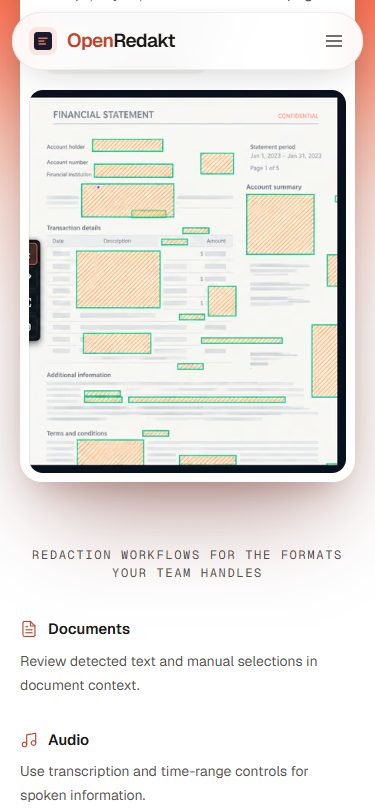 OpenRedakt
FINANCIAL STATEMENT
CONFIDENTIAL
Account holder
Account number
Financial institution
Statement period
Jan 1, 2023 - Jan 31, 2023
Page 1 of 5
Account summary
Transaction details
Date Description Amount
$
$
$
Additional information
Terms and conditions
REDACTION WORKFLOWS FOR THE FORMATS
YOUR TEAM HANDLES
Documents
Review detected text and manual selections in
document context.
Audio
Use transcription and time-range controls for
spoken information.